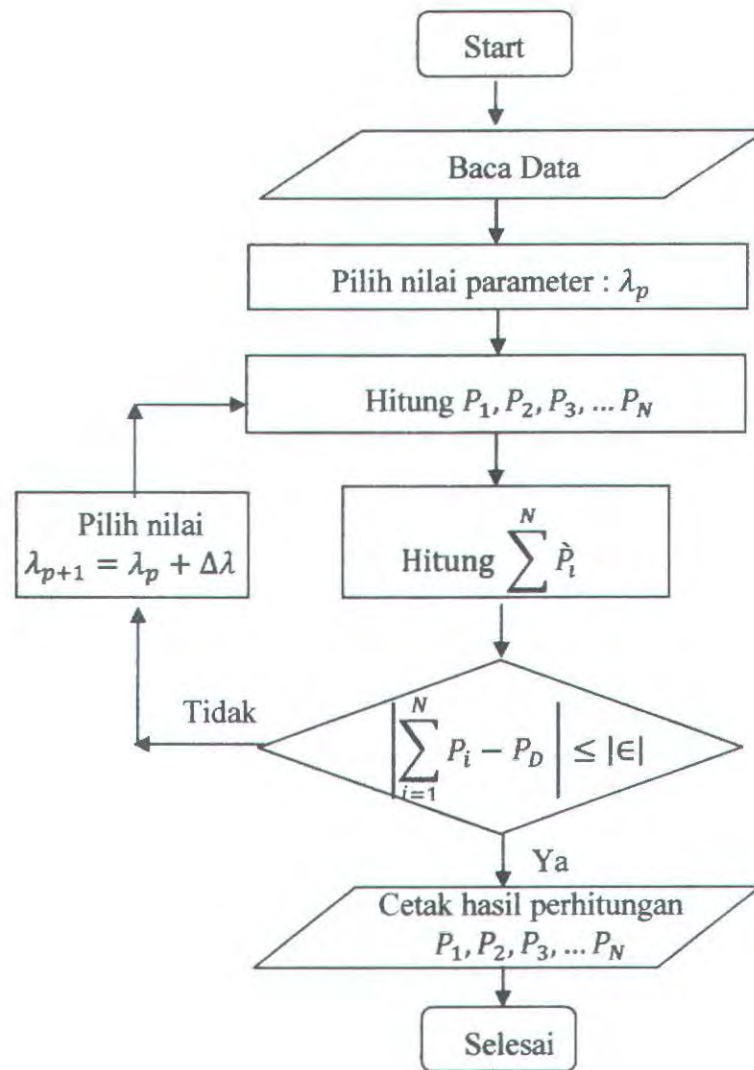 Start
Baca Data
Pilih nilai parameter : λ_p
Hitung P_1, P_2, P_3, ... P_N
Pilih nilai
λ_{p+1} = λ_p + Δλ
N
Hitung ∑ P̀_i
Tidak
N
|∑ P_i − P_D| ≤ |∈|
i=1
Ya
Cetak hasil perhitungan
P_1, P_2, P_3, ... P_N
Selesai